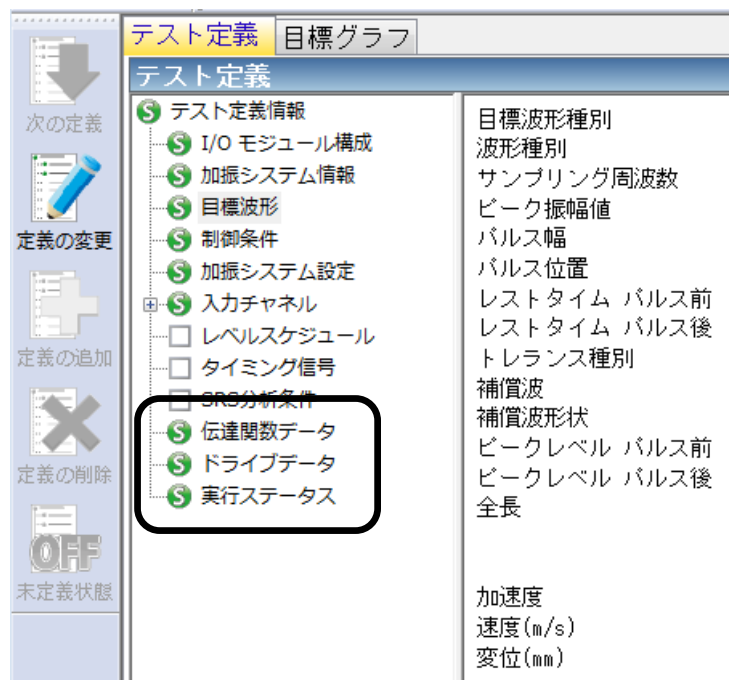 テスト定義
目標グラフ
テスト定義
次の定義
定義の変更
定義の追加
定義の削除
OFF
未定義状態
S テスト定義情報
S I/O モジュール構成
S 加振システム情報
S 目標波形
S 制御条件
S 加振システム設定
S 入力チャネル
レベルスケジュール
タイミング信号
SRS分析条件
S 伝達関数データ
S ドライブデータ
S 実行ステータス
目標波形種別
波形種別
サンプリング周波数
ピーク振幅値
パルス幅
パルス位置
レストタイム パルス前
レストタイム パルス後
トレランス種別
補償波
補償波形状
ピークレベル パルス前
ピークレベル パルス後
全長
加速度
速度(m/s)
変位(mm)